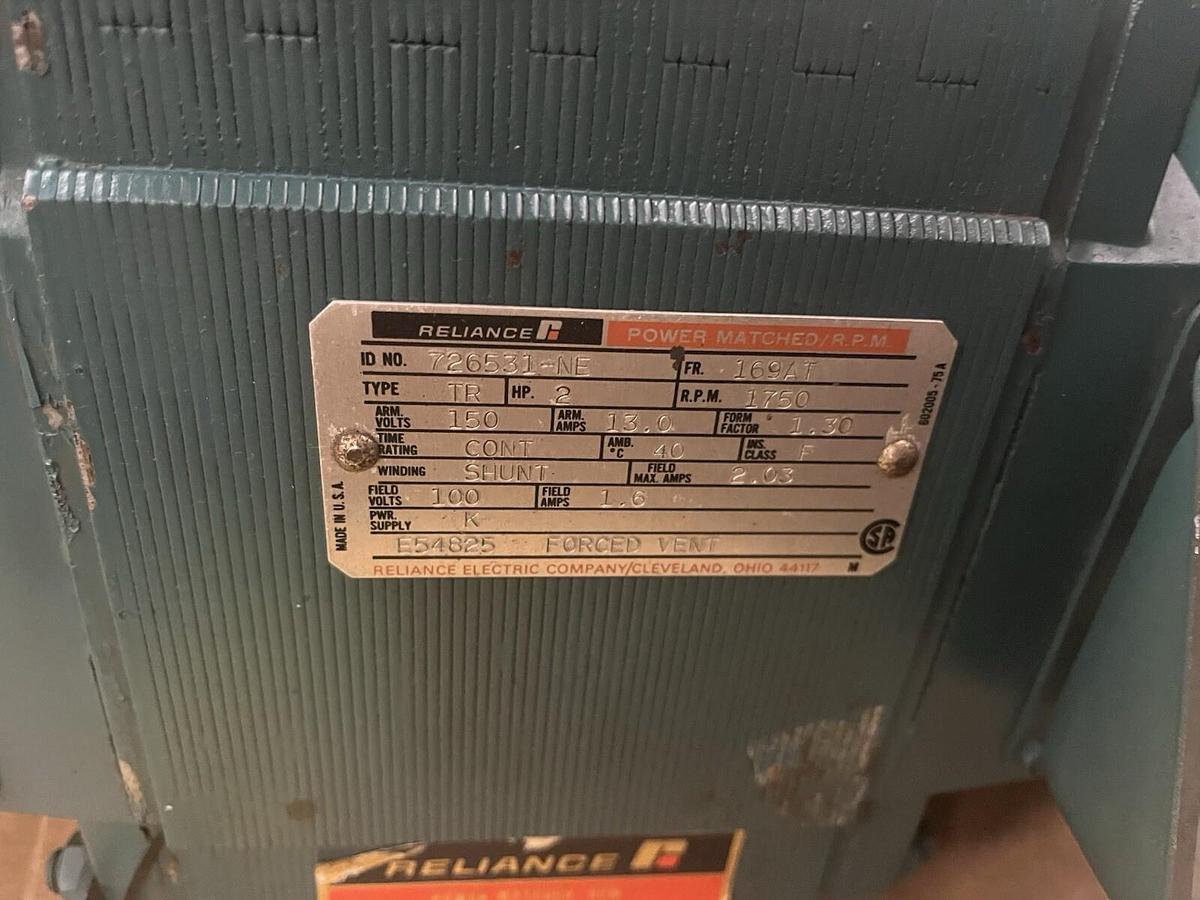 RELIANCE POWER MATCHED/R.P.M.
ID NO. 726531-NE FR. 169AT
TYPE TR HP. 2 R.P.M. 1750
ARM. VOLTS 150 ARM. AMPS 13.0 FORM FACTOR 1.30
TIME RATING CONT AMB. °C 40 INS. CLASS F
WINDING SHUNT FIELD MAX. AMPS 2.03
FIELD VOLTS 100 FIELD AMPS 1.6
PWR. SUPPLY K
E54825 FORCED VENT
RELIANCE ELECTRIC COMPANY/CLEVELAND, OHIO 44117 M
MADE IN U.S.A.
602005-75A
SA
RELIANCE